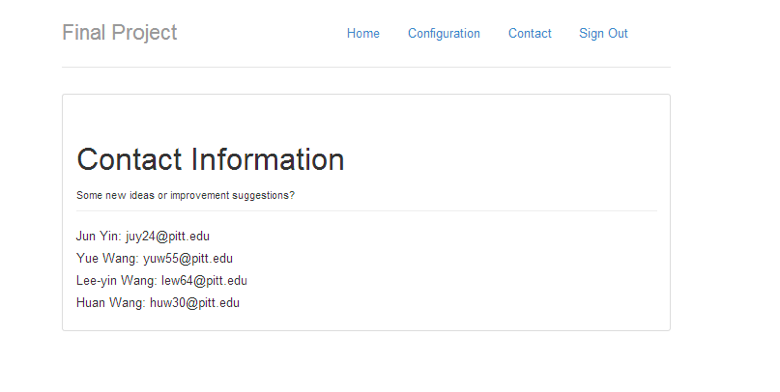 Final Project Home Configuration Contact Sign Out
Contact Information
Some new ideas or improvement suggestions?
Jun Yin: juy24@pitt.edu
Yue Wang: yuw55@pitt.edu
Lee-yin Wang: lew64@pitt.edu
Huan Wang: huw30@pitt.edu